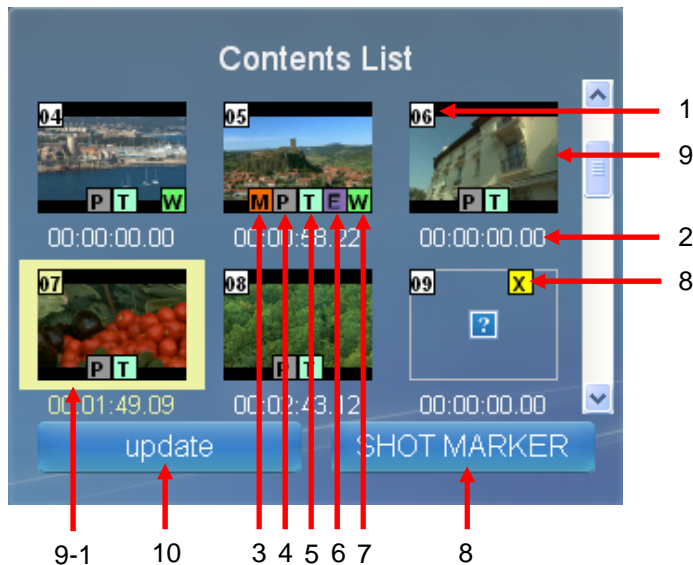 Contents List
04 05 06 1
9
P T W M P T E W P T
00:00:00.00 00:00:58.22 00:00:00.00 2
07 08 09 X 8
?
P T P T
00:01:49.09 00:02:43.12 00:00:00.00
update SHOT MARKER
9-1 10 3 4 5 6 7 8